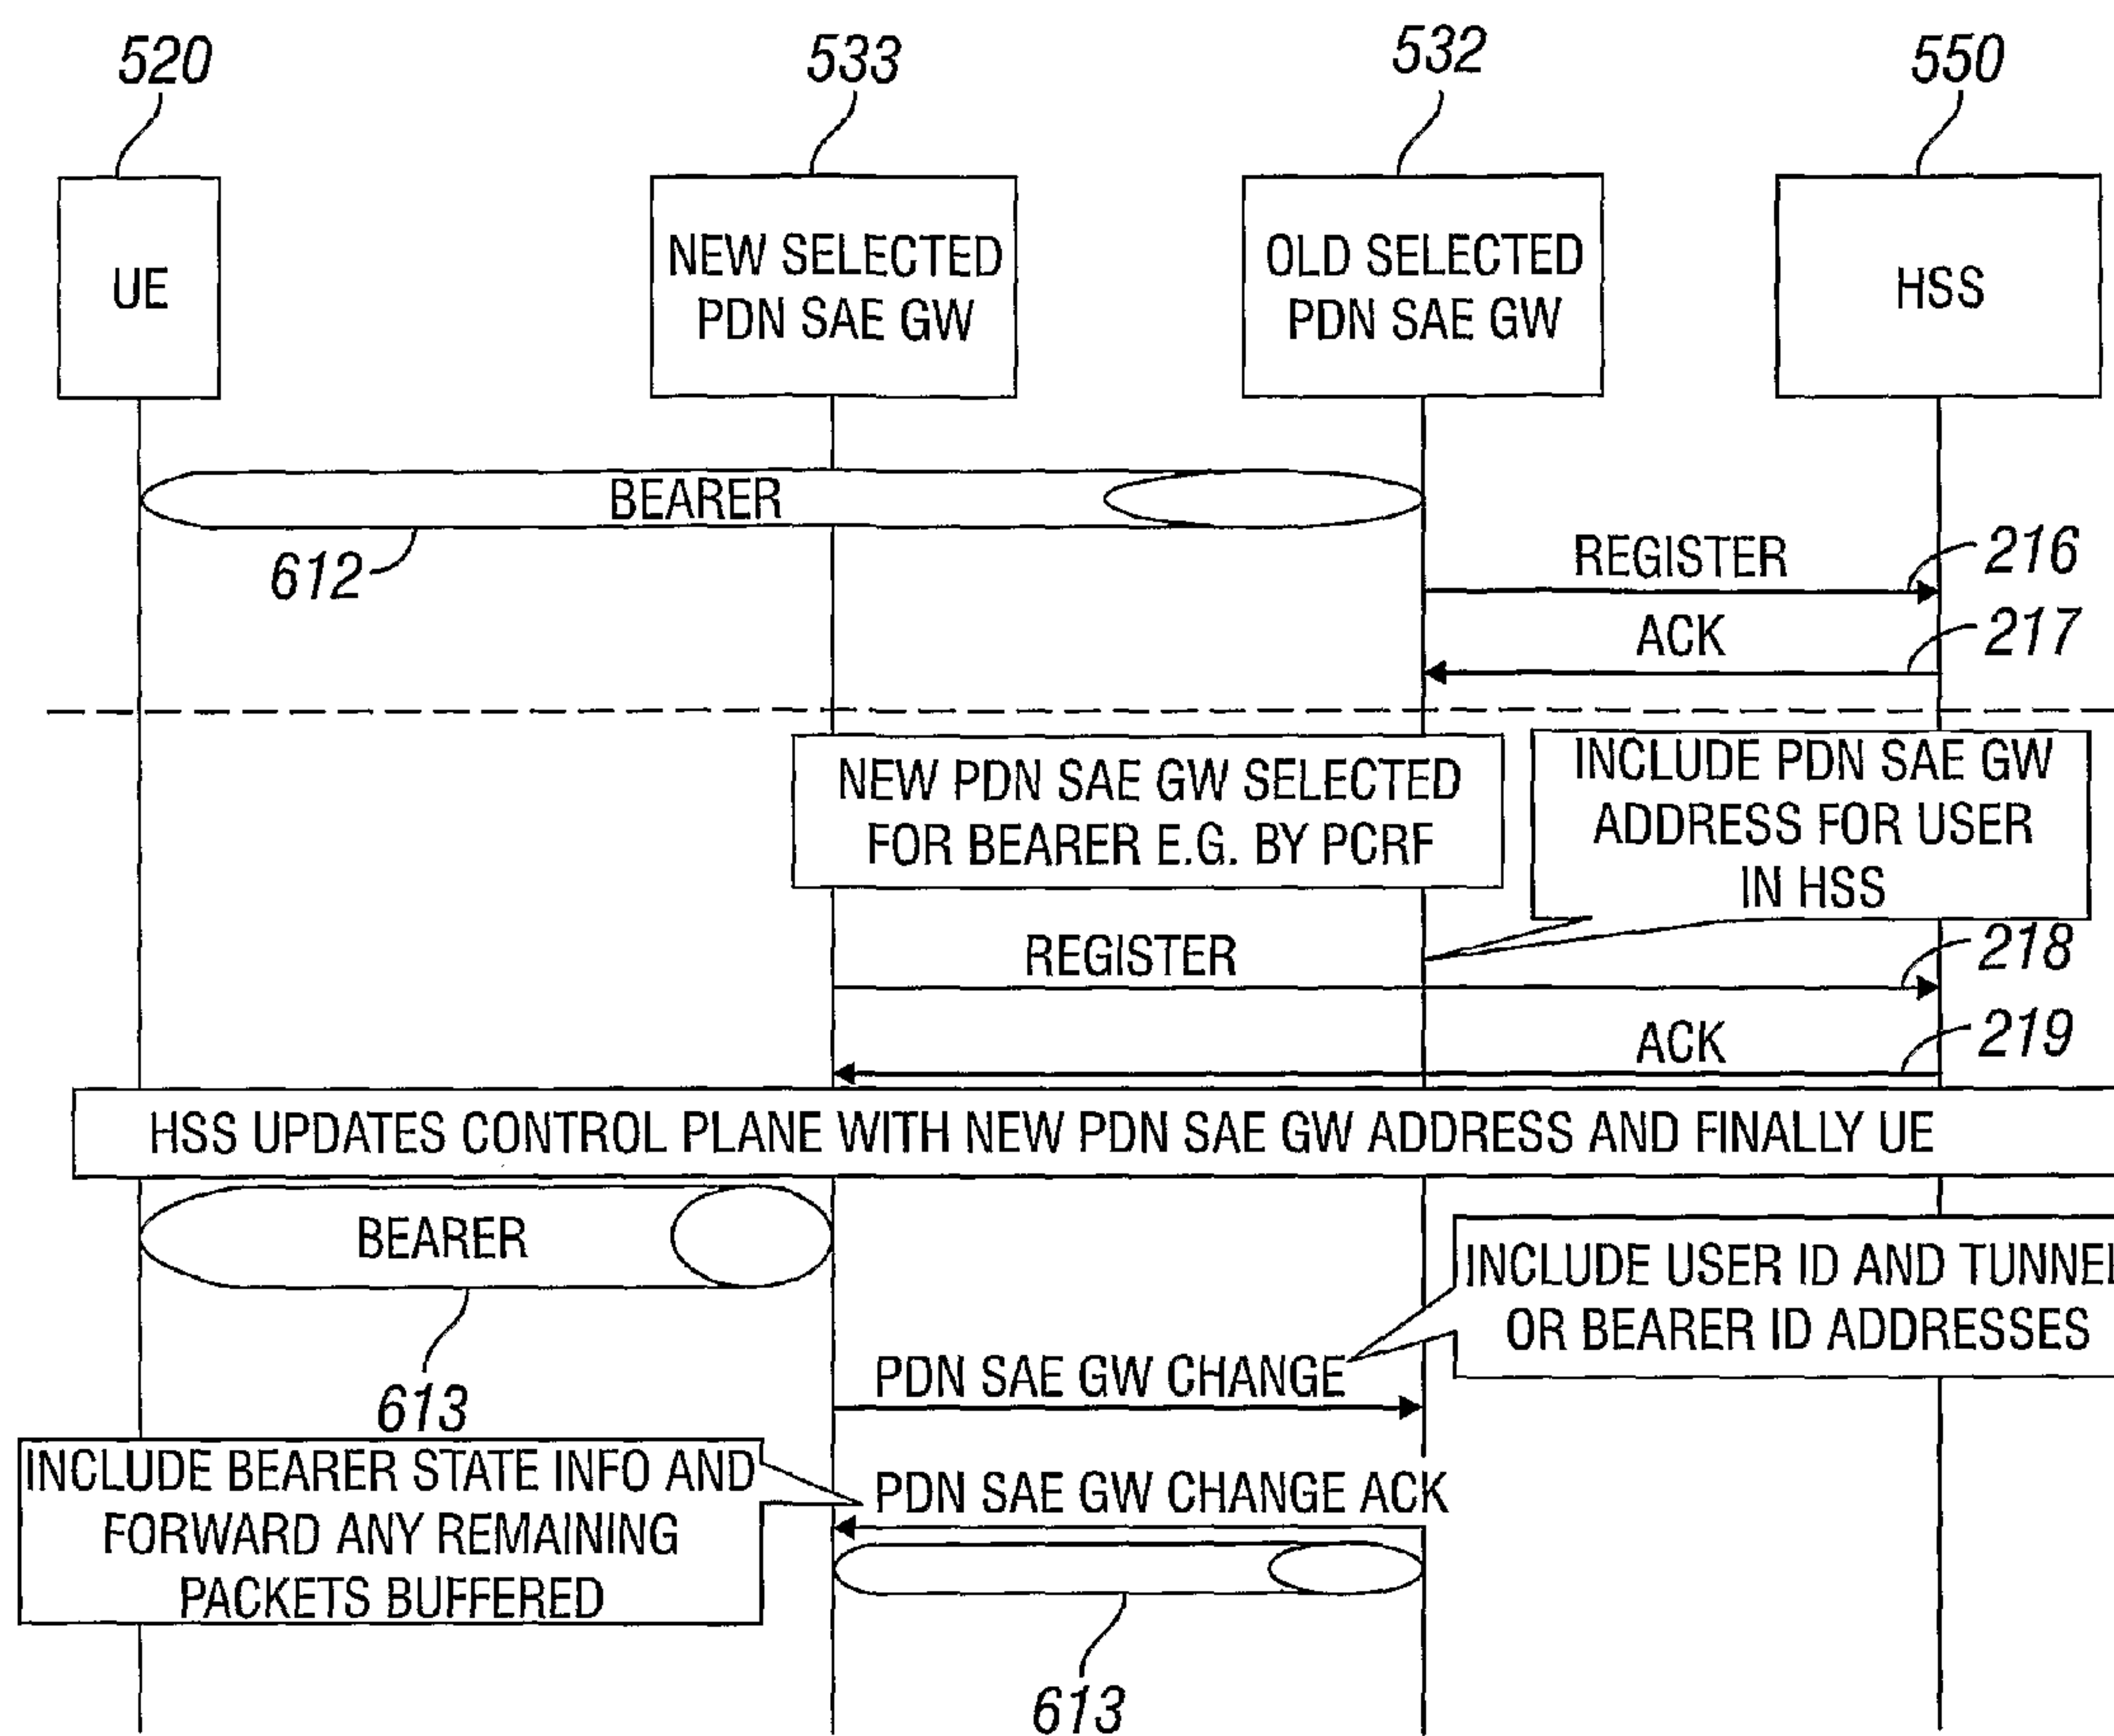 520
533
532
550
UE
NEW SELECTED
PDN SAE GW
OLD SELECTED
PDN SAE GW
HSS
BEARER
612
REGISTER
216
ACK
217
NEW PDN SAE GW SELECTED
FOR BEARER E.G. BY PCRF
INCLUDE PDN SAE GW
ADDRESS FOR USER
IN HSS
REGISTER
218
ACK
219
HSS UPDATES CONTROL PLANE WITH NEW PDN SAE GW ADDRESS AND FINALLY UE
BEARER
613
INCLUDE USER ID AND TUNNEL
OR BEARER ID ADDRESSES
PDN SAE GW CHANGE
INCLUDE BEARER STATE INFO AND
FORWARD ANY REMAINING
PACKETS BUFFERED
PDN SAE GW CHANGE ACK
613